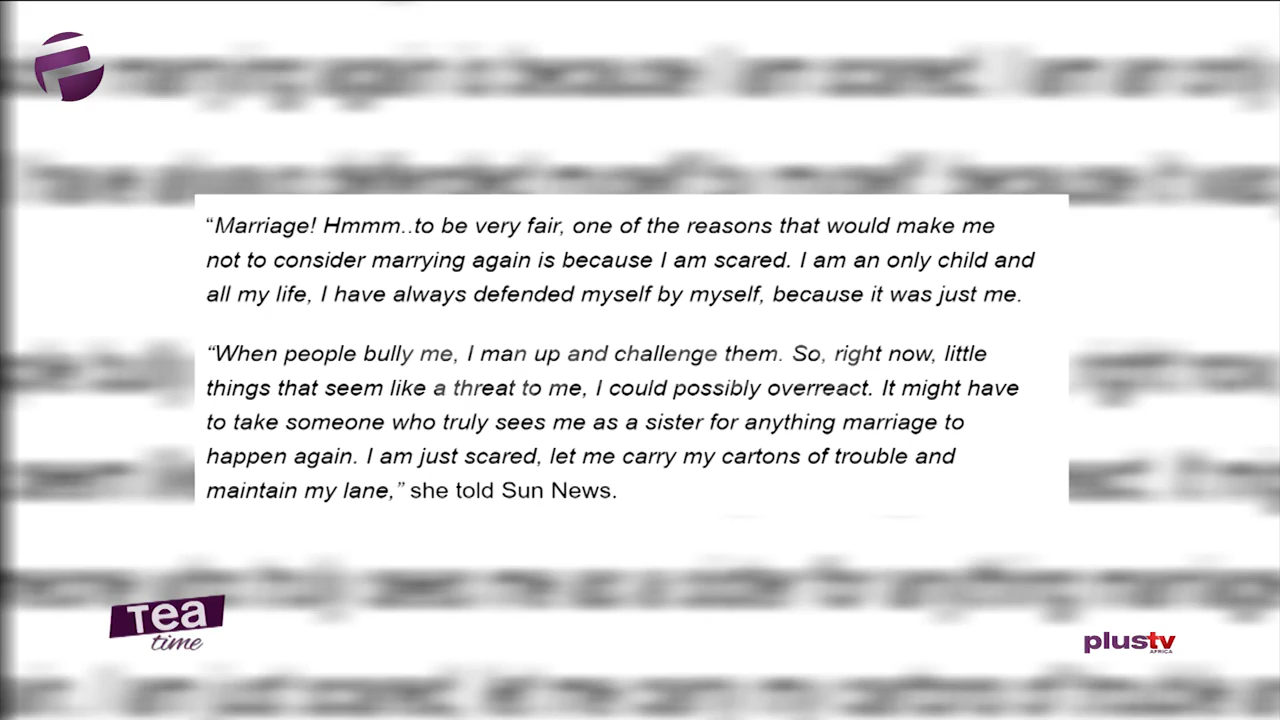 “Marriage! Hmmm..to be very fair, one of the reasons that would make me
not to consider marrying again is because I am scared. I am an only child and
all my life, I have always defended myself by myself, because it was just me.
“When people bully me, I man up and challenge them. So, right now, little
things that seem like a threat to me, I could possibly overreact. It might have
to take someone who truly sees me as a sister for anything marriage to
happen again. I am just scared, let me carry my cartons of trouble and
maintain my lane,” she told Sun News.
Tea
time
plustv
AFRICA